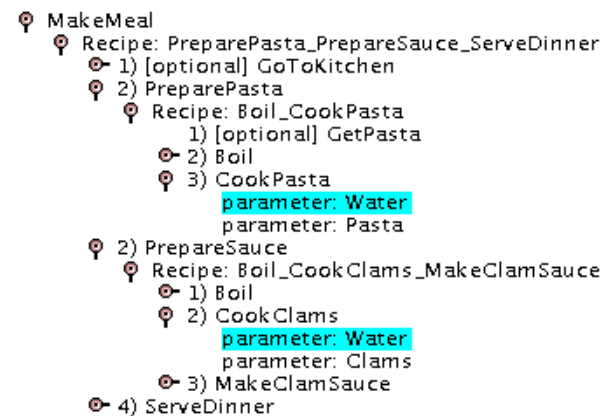 MakeMeal
Recipe: PreparePasta_PrepareSauce_ServeDinner
1) [optional] GoToKitchen
2) PreparePasta
Recipe: Boil_CookPasta
1) [optional] GetPasta
2) Boil
3) CookPasta
parameter: Water
parameter: Pasta
2) PrepareSauce
Recipe: Boil_CookClams_MakeClamSauce
1) Boil
2) CookClams
parameter: Water
parameter: Clams
3) MakeClamSauce
4) ServeDinner